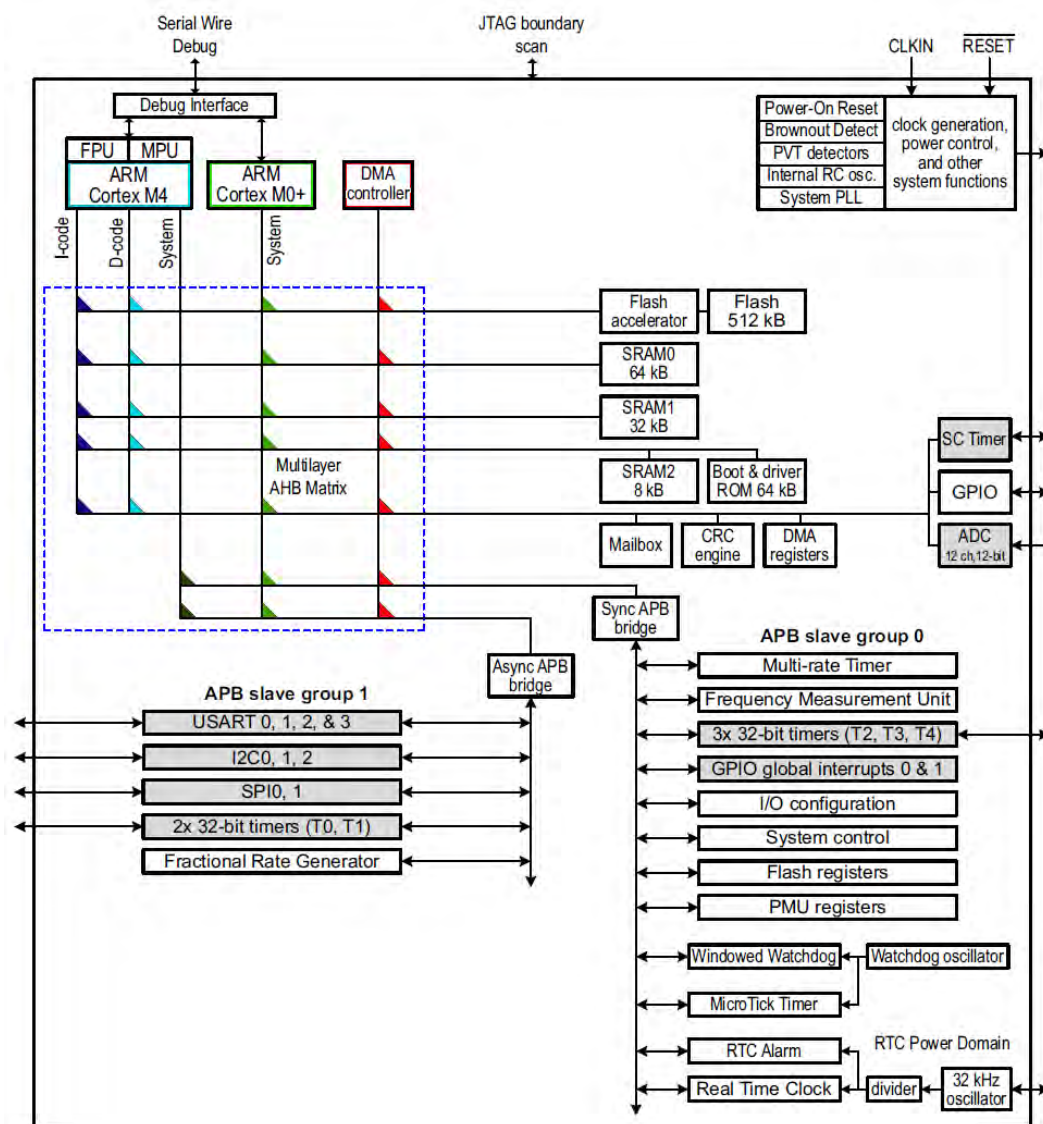 Serial Wire
Debug
JTAG boundary
scan
CLKIN
RESET
Debug Interface
FPU
MPU
ARM
Cortex M4
ARM
Cortex M0+
DMA
controller
Power-On Reset
Brownout Detect
PVT detectors
Internal RC osc.
System PLL
clock generation,
power control,
and other
system functions
I-code
D-code
System
System
Flash
accelerator
Flash
512 kB
SRAM0
64 kB
SRAM1
32 kB
Multilayer
AHB Matrix
SRAM2
8 kB
Boot & driver
ROM 64 kB
SC Timer
GPIO
ADC
12 ch,12-bit
Mailbox
CRC
engine
DMA
registers
Sync APB
bridge
Async APB
bridge
APB slave group 1
USART 0, 1, 2, & 3
I2C0, 1, 2
SPI0, 1
2x 32-bit timers (T0, T1)
Fractional Rate Generator
APB slave group 0
Multi-rate Timer
Frequency Measurement Unit
3x 32-bit timers (T2, T3, T4)
GPIO global interrupts 0 & 1
I/O configuration
System control
Flash registers
PMU registers
Windowed Watchdog
Watchdog oscillator
MicroTick Timer
RTC Alarm
RTC Power Domain
Real Time Clock
divider
32 kHz
oscillator